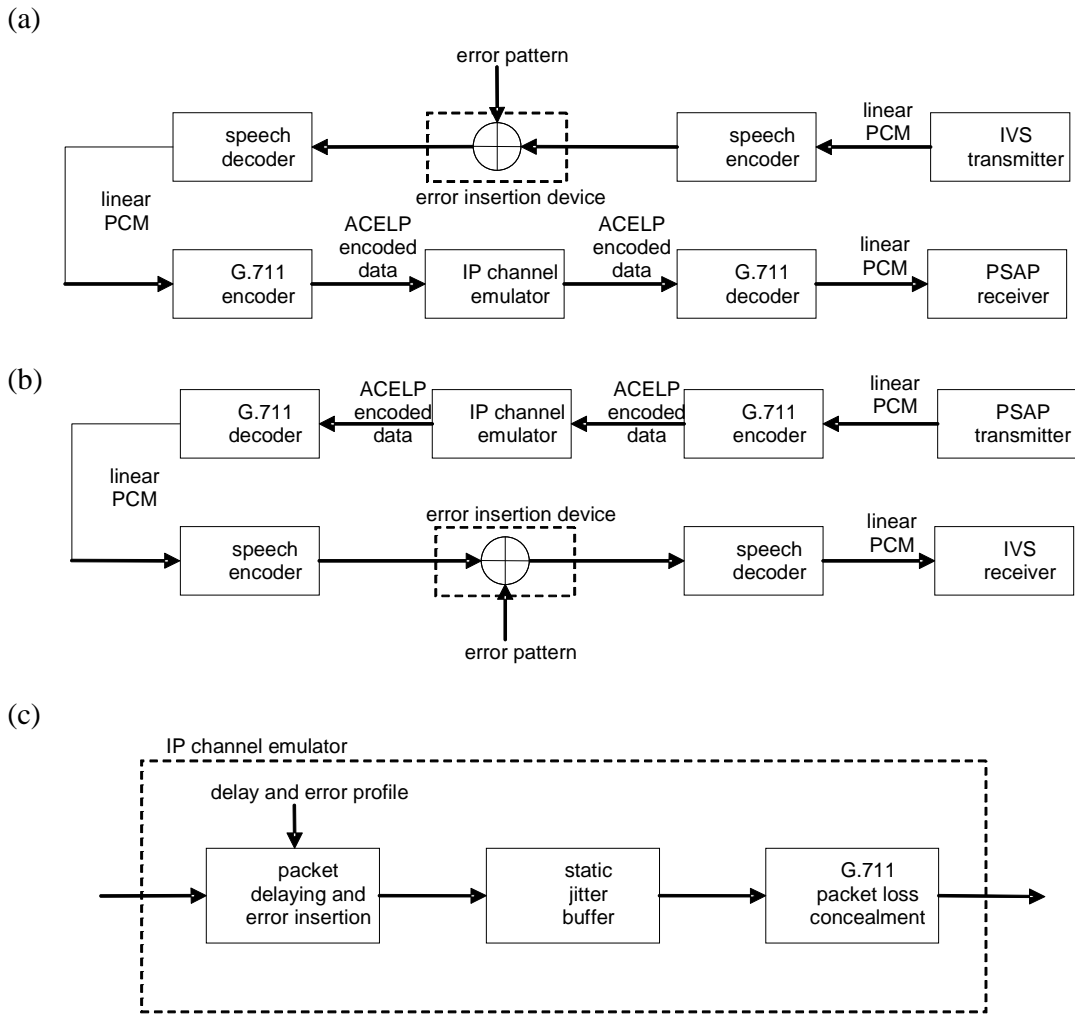 (a)
error pattern
speech
decoder
error insertion device
speech
encoder
linear
PCM
IVS
transmitter
linear
PCM
G.711
encoder
ACELP
encoded
data
IP channel
emulator
ACELP
encoded
data
G.711
decoder
linear
PCM
PSAP
receiver
(b)
G.711
decoder
ACELP
encoded
data
IP channel
emulator
ACELP
encoded
data
G.711
encoder
linear
PCM
PSAP
transmitter
linear
PCM
error insertion device
speech
encoder
speech
decoder
linear
PCM
IVS
receiver
error pattern
(c)
IP channel emulator
delay and error profile
packet
delaying and
error insertion
static
jitter
buffer
G.711
packet loss
concealment